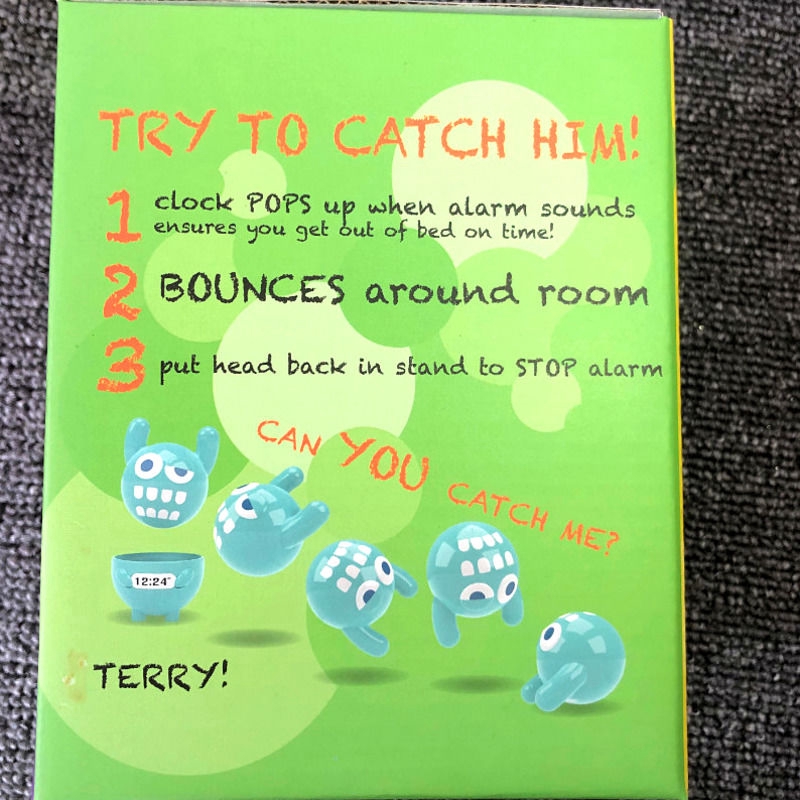 TRY TO CATCH HIM!
1 clock POPS up when alarm sounds
ensures you get out of bed on time!
2 BOUNCES around room
3 put head back in stand to STOP alarm
CAN YOU CATCH ME?
12:24
TERRY!